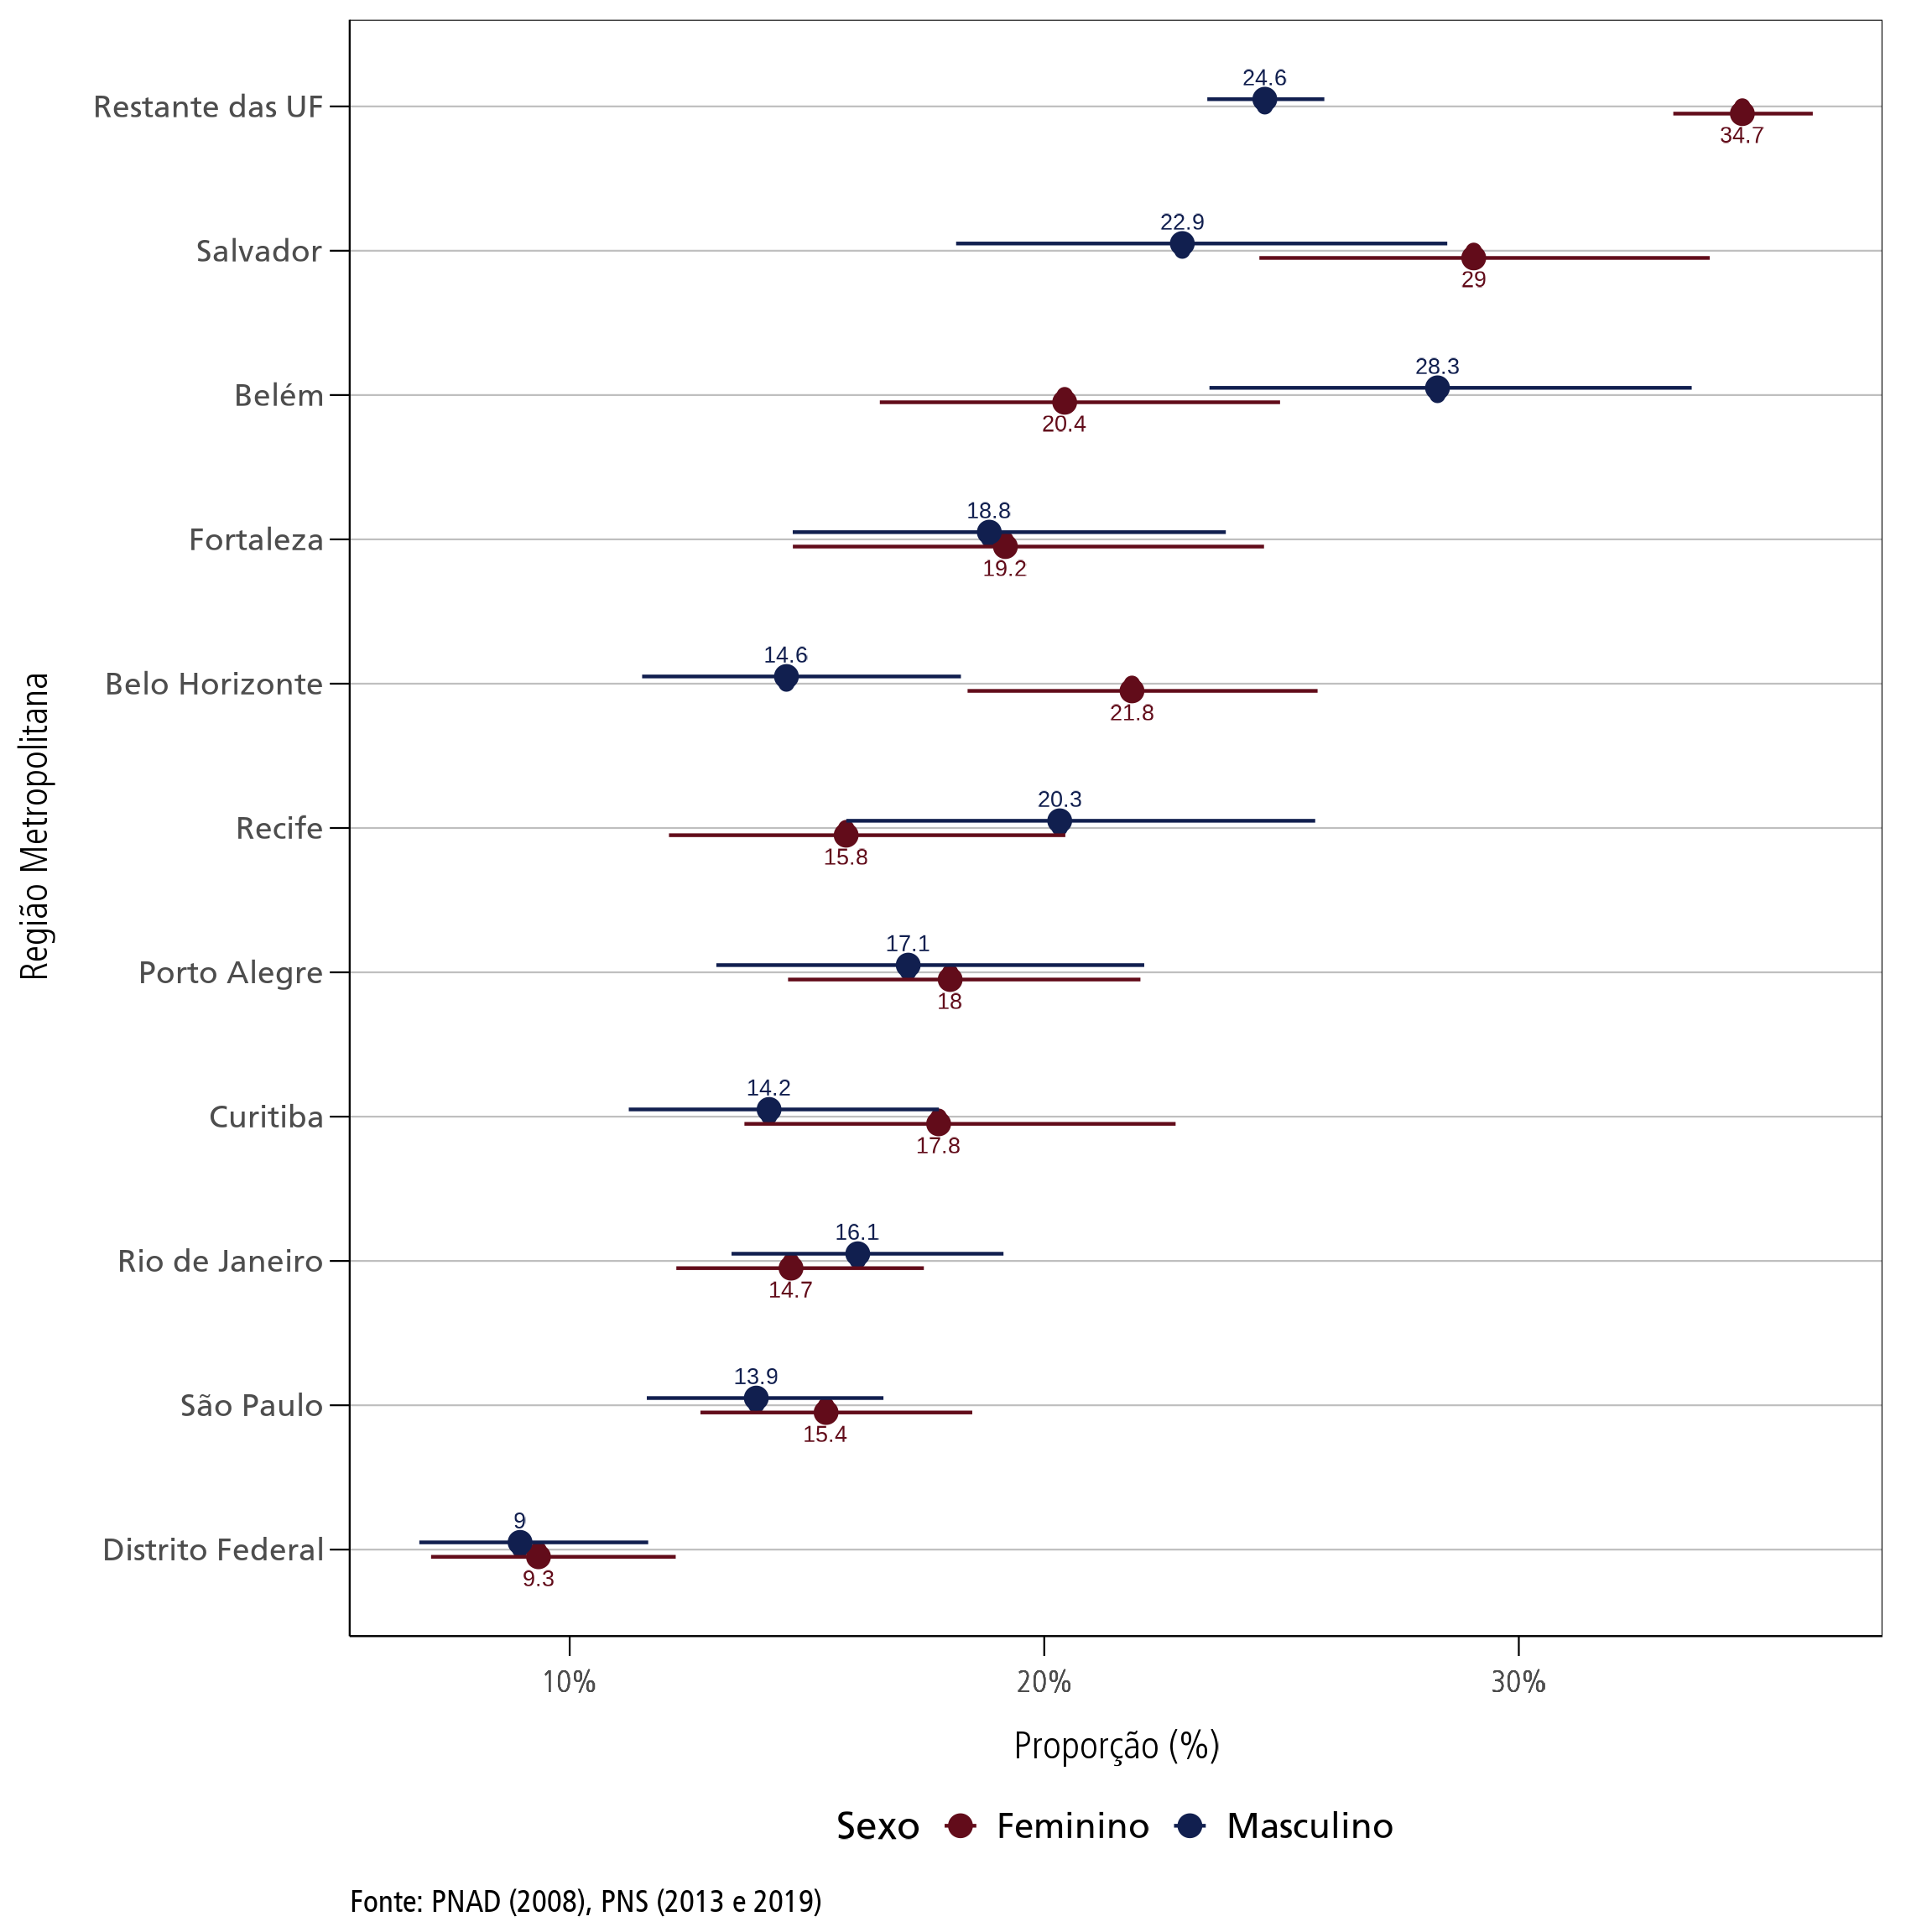 Restante das UF
24.6
34.7
Salvador
22.9
29
Belém
28.3
20.4
Fortaleza
18.8
19.2
Belo Horizonte
14.6
21.8
Recife
20.3
15.8
Porto Alegre
17.1
18
Curitiba
14.2
17.8
Rio de Janeiro
16.1
14.7
São Paulo
13.9
15.4
Distrito Federal
9
9.3
Região Metropolitana
10% 20% 30%
Proporção (%)
Sexo Feminino Masculino
Fonte: PNAD (2008), PNS (2013 e 2019)